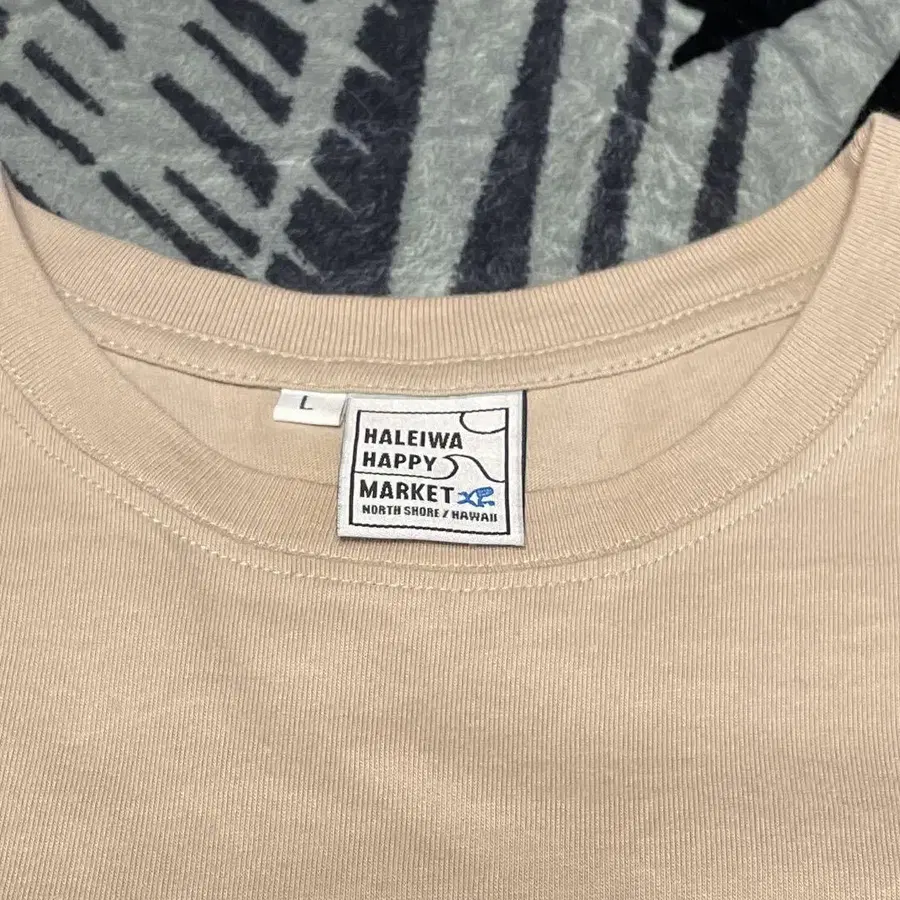 L
HALEIWA
HAPPY
MARKET
NORTH SHORE / HAWAII